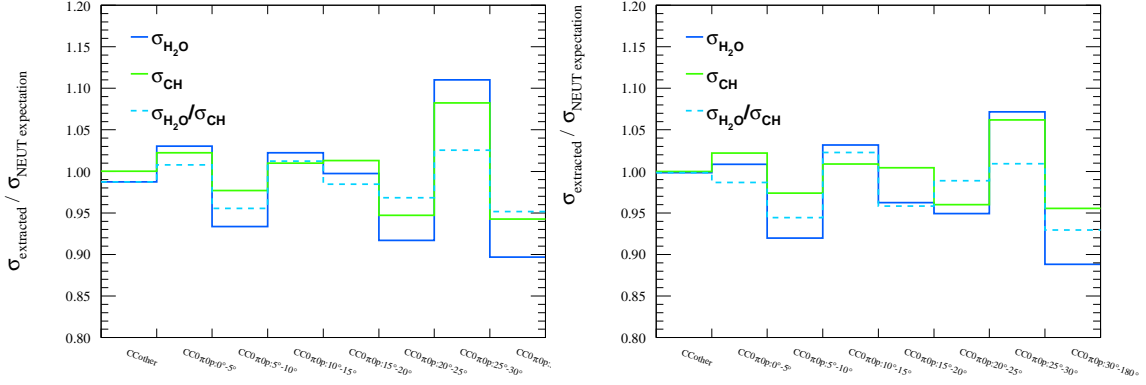 σextracted / σNEUT expectation
1.20
1.15
1.10
1.05
1.00
0.95
0.90
0.85
0.80
σH2O
σCH
σH2O/σCH
CCother
CC0π0p:0°-5°
CC0π0p:5°-10°
CC0π0p:10°-15°
CC0π0p:15°-20°
CC0π0p:20°-25°
CC0π0p:25°-30°
CC0π0p:.
σextracted / σNEUT expectation
1.20
1.15
1.10
1.05
1.00
0.95
0.90
0.85
0.80
σH2O
σCH
σH2O/σCH
CCother
CC0π0p:0°-5°
CC0π0p:5°-10°
CC0π0p:10°-15°
CC0π0p:15°-20°
CC0π0p:20°-25°
CC0π0p:25°-30°
CC0π0p:30°-180°